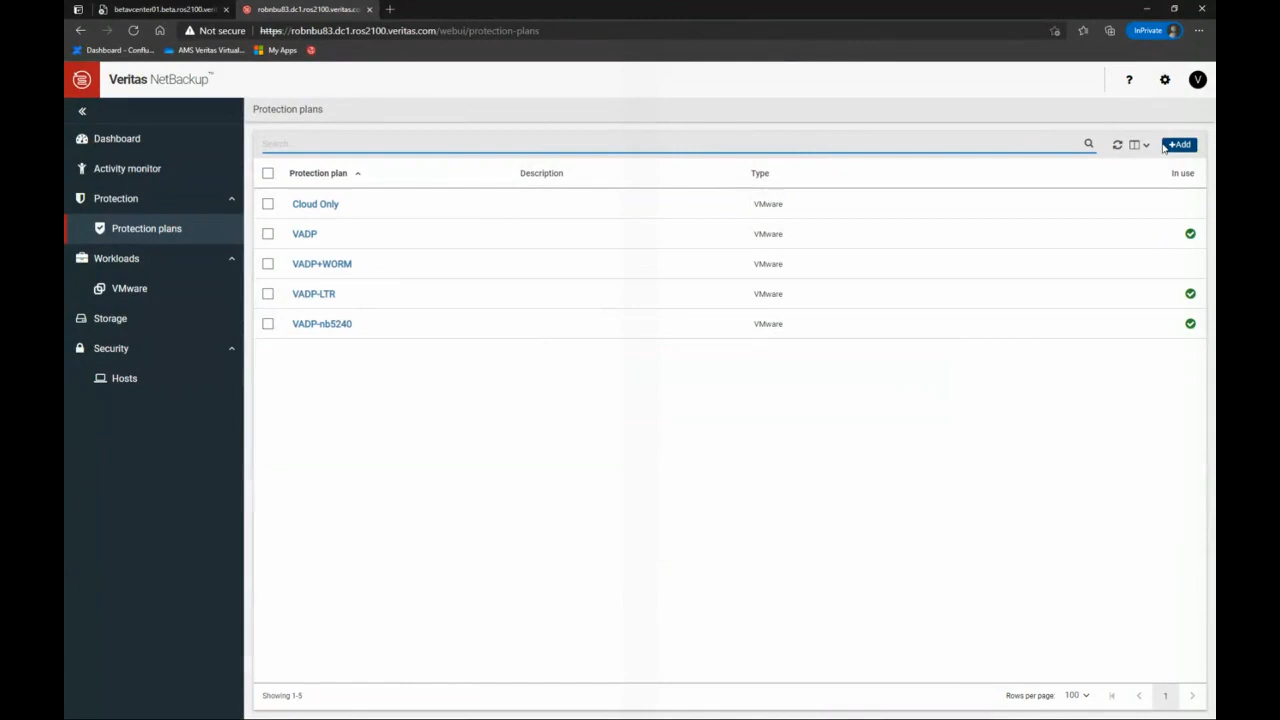 betavcenter01.beta.ros2100.veri
robnbu83.dc1.ros2100.veritas.co
Not secure
https://robnbu83.dc1.ros2100.veritas.com/webui/protection-plans
InPrivate
Dashboard - Conflu...
AMS Veritas Virtual...
My Apps
Veritas NetBackup™
?
V
Dashboard
Activity monitor
Protection
Protection plans
Workloads
VMware
Storage
Security
Hosts
Protection plans
Search...
+Add
Protection plan
Description
Type
In use
Cloud Only
VMware
VADP
VMware
VADP+WORM
VMware
VADP-LTR
VMware
VADP-nb5240
VMware
Showing 1-5
Rows per page:
100
1